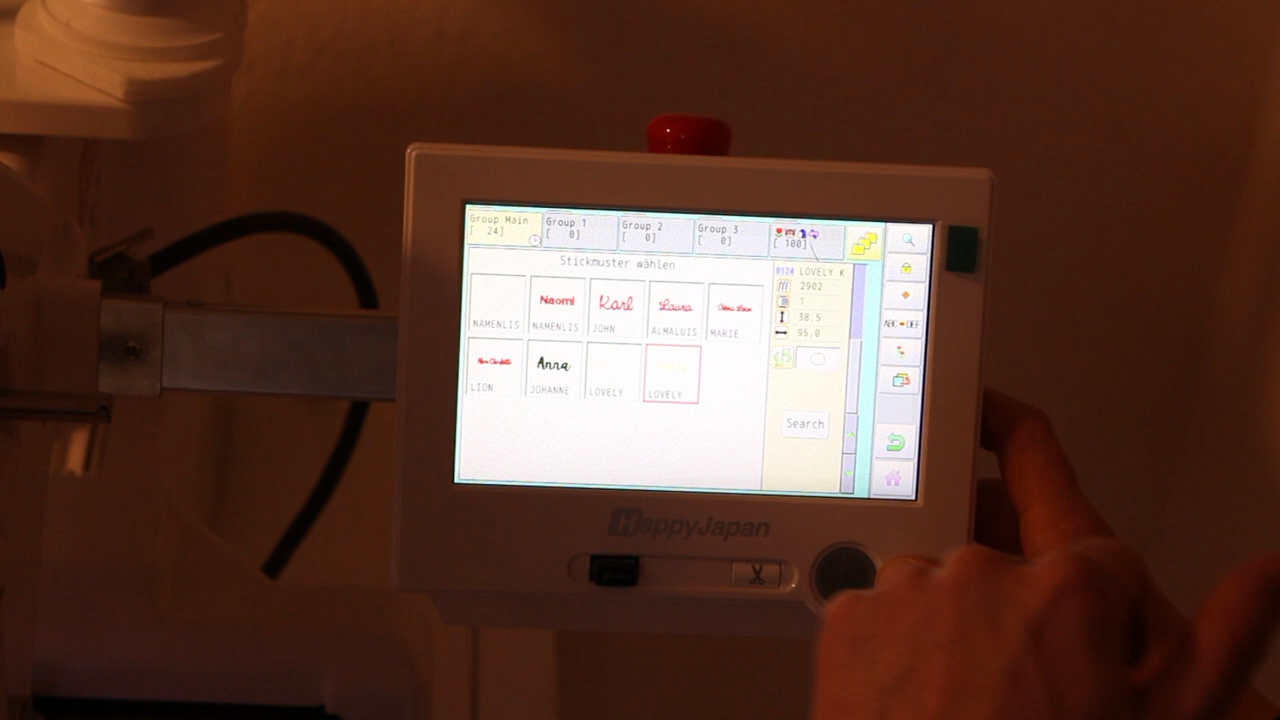 Group Main
[ 24]
Group 1
[ 0]
Group 2
[ 0]
Group 3
[ 0]
[ 100]
Stickmuster wählen
NAMENLIS
Naomi
NAMENLIS
Karl
JOHN
Laura
ALMALUIS
MARIE
LION
Anna
JOHANNE
LOVELY
LOVELY
0124 LOVELY K
2902
1
38.5
95.0
Search
ABC DEF
HappyJapan